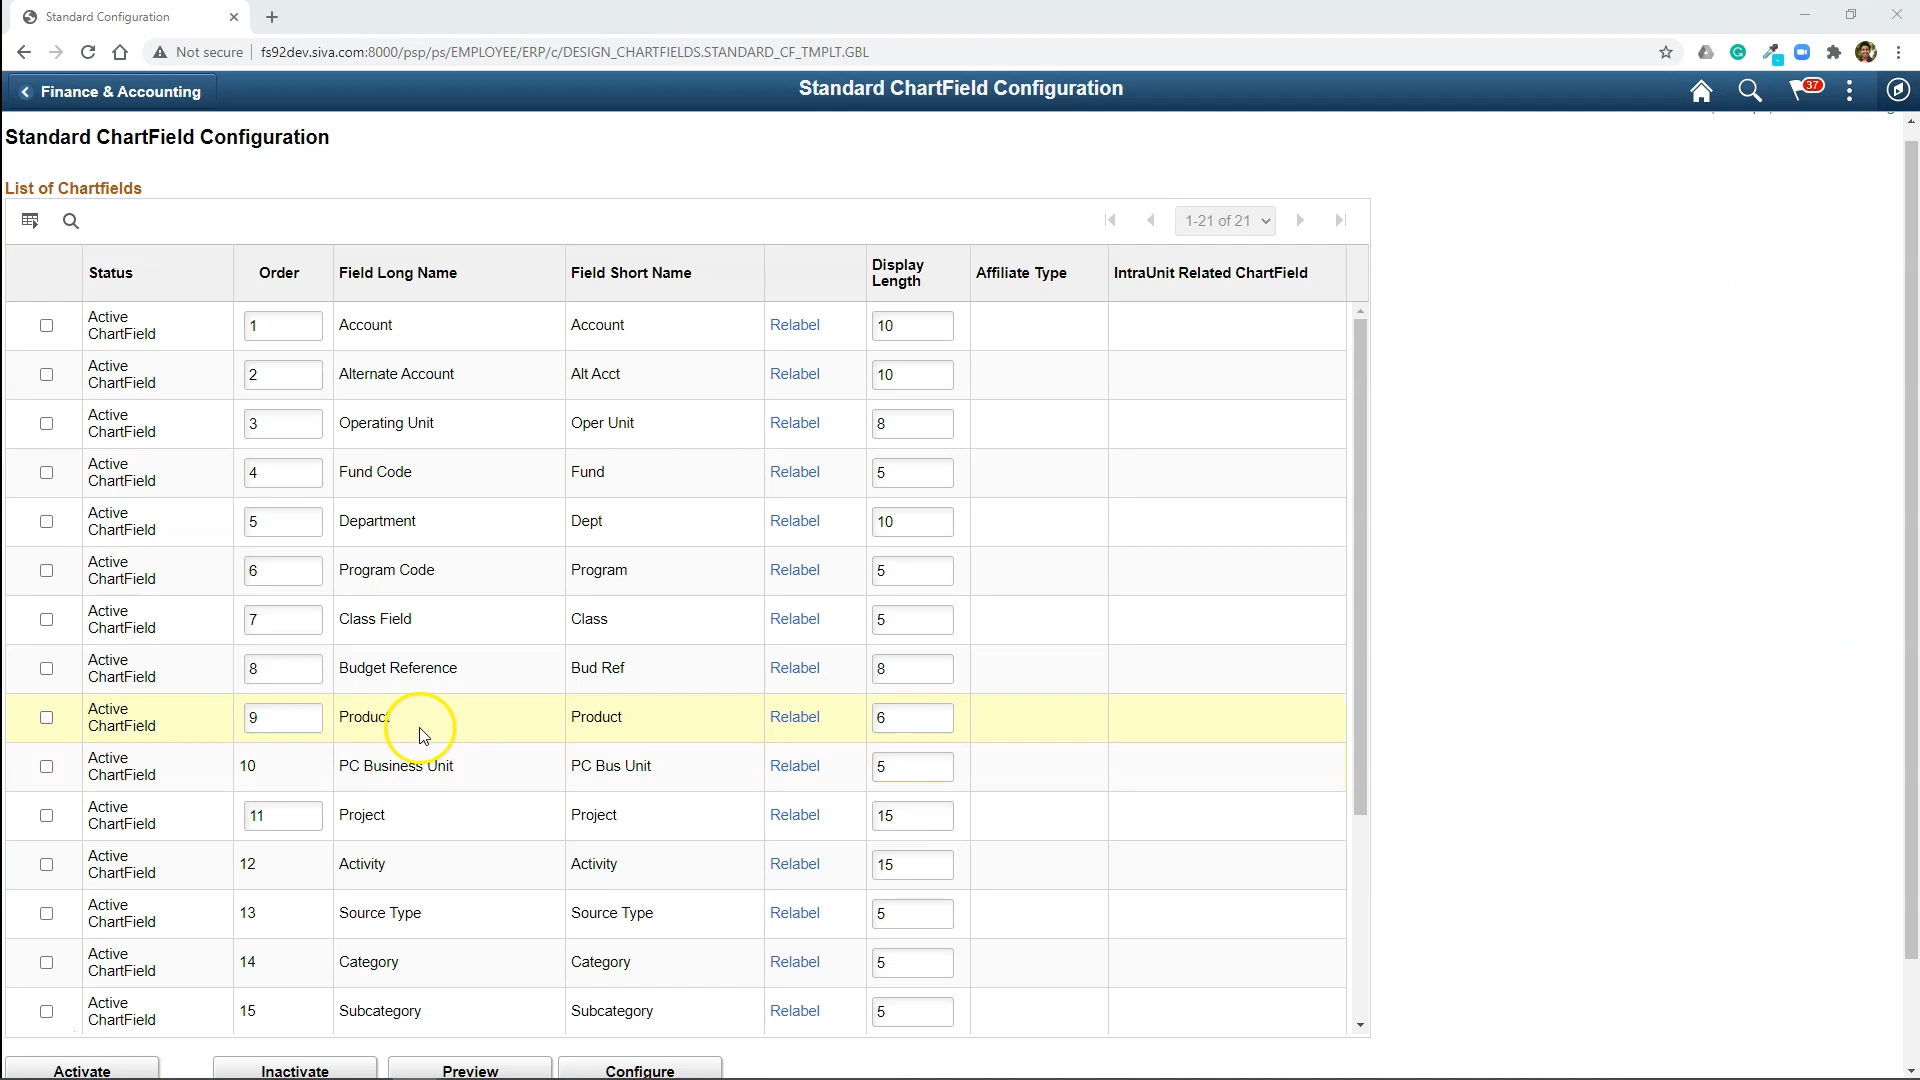 Standard Configuration
Not secure fs92dev.siva.com:8000/psp/ps/EMPLOYEE/ERP/c/DESIGN_CHARTFIELDS.STANDARD_CF_TMPLT.GBL
Finance & Accounting Standard ChartField Configuration 37
Standard ChartField Configuration
List of Chartfields
1-21 of 21
Status Order Field Long Name Field Short Name Display Length Affiliate Type IntraUnit Related ChartField
Active ChartField 1 Account Account Relabel 10
Active ChartField 2 Alternate Account Alt Acct Relabel 10
Active ChartField 3 Operating Unit Oper Unit Relabel 8
Active ChartField 4 Fund Code Fund Relabel 5
Active ChartField 5 Department Dept Relabel 10
Active ChartField 6 Program Code Program Relabel 5
Active ChartField 7 Class Field Class Relabel 5
Active ChartField 8 Budget Reference Bud Ref Relabel 8
Active ChartField 9 Product Product Relabel 6
Active ChartField 10 PC Business Unit PC Bus Unit Relabel 5
Active ChartField 11 Project Project Relabel 15
Active ChartField 12 Activity Activity Relabel 15
Active ChartField 13 Source Type Source Type Relabel 5
Active ChartField 14 Category Category Relabel 5
Active ChartField 15 Subcategory Subcategory Relabel 5
Activate Inactivate Preview Configure